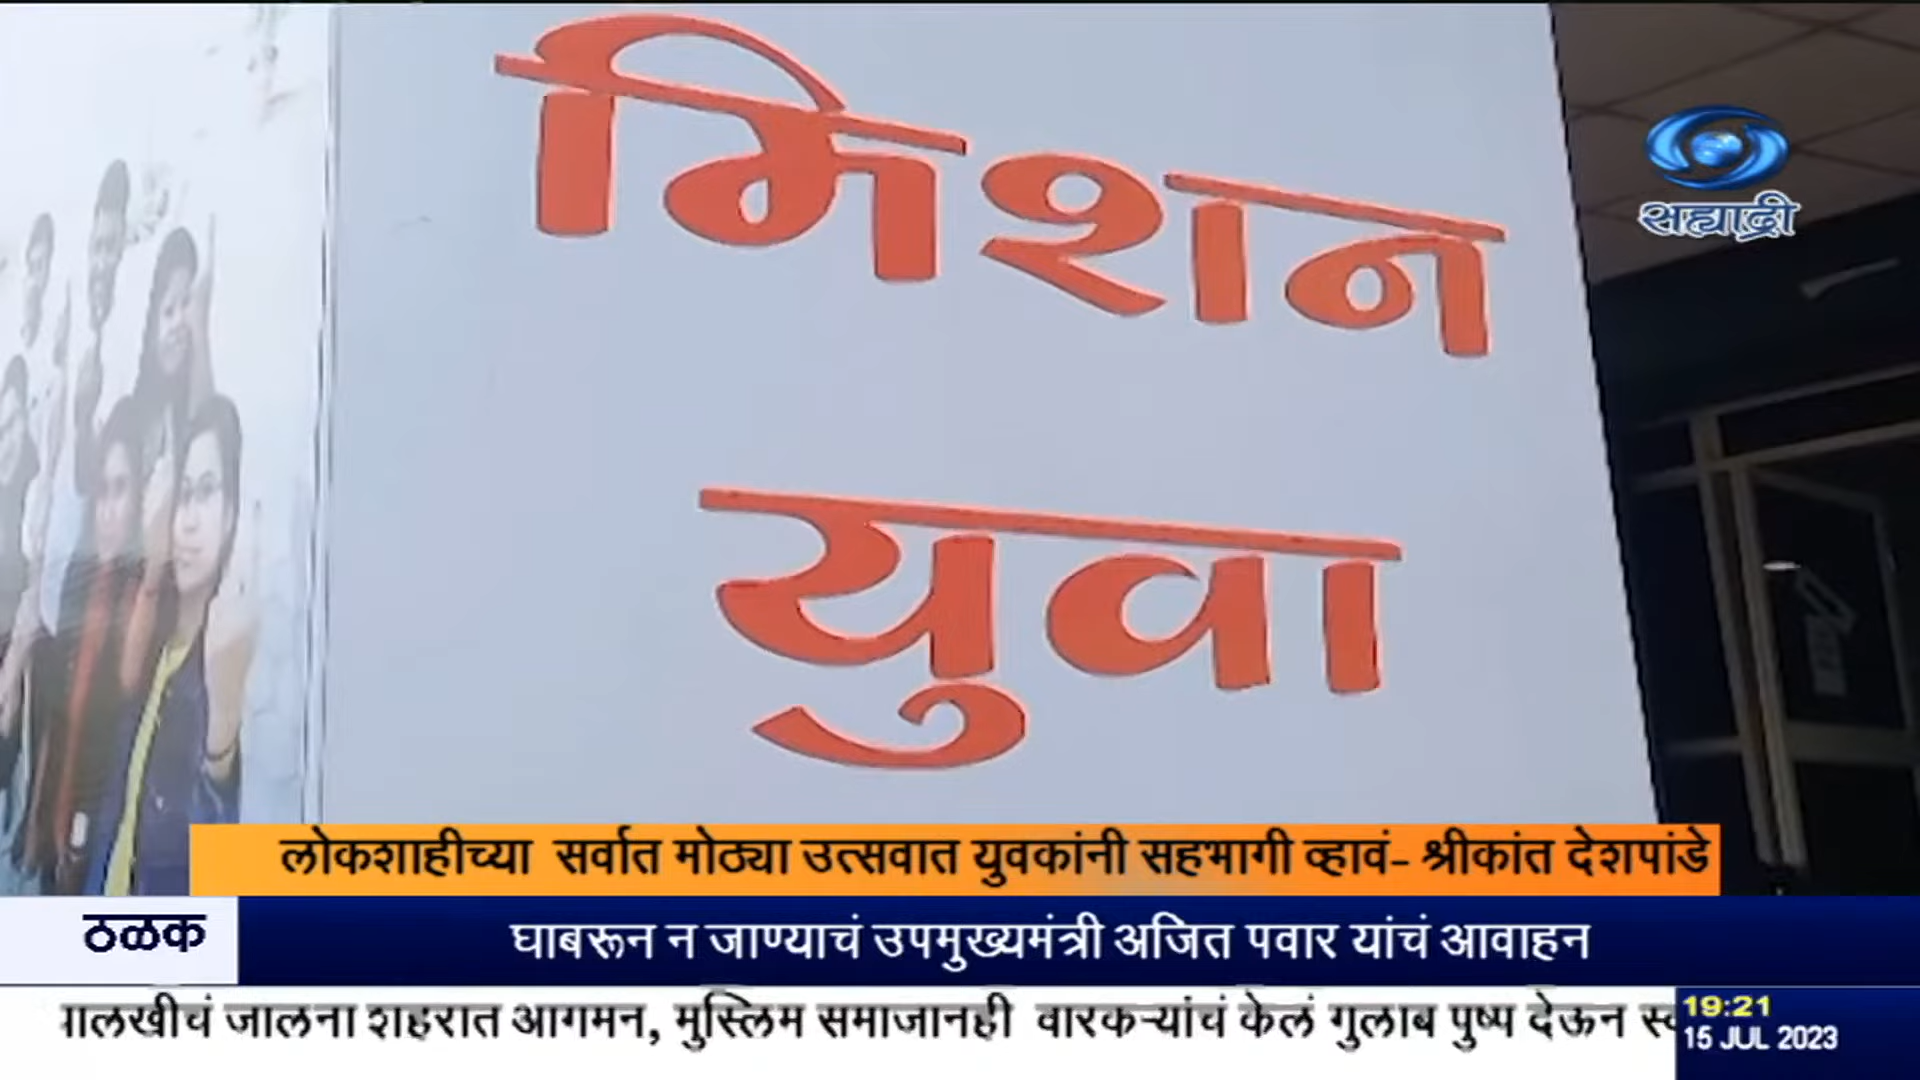 मिशन
सह्याद्री
युवा
लोकशाहीच्या सर्वात मोठ्या उत्सवात युवकांनी सहभागी व्हावं- श्रीकांत देशपांडे
ठळक
घाबरून न जाण्याचं उपमुख्यमंत्री अजित पवार यांचं आवाहन
जालना शहरात आगमन, मुस्लिम समाजानही वारकऱ्यांचं केलं गुलाब पुष्प देऊन
19:21
15 JUL 2023